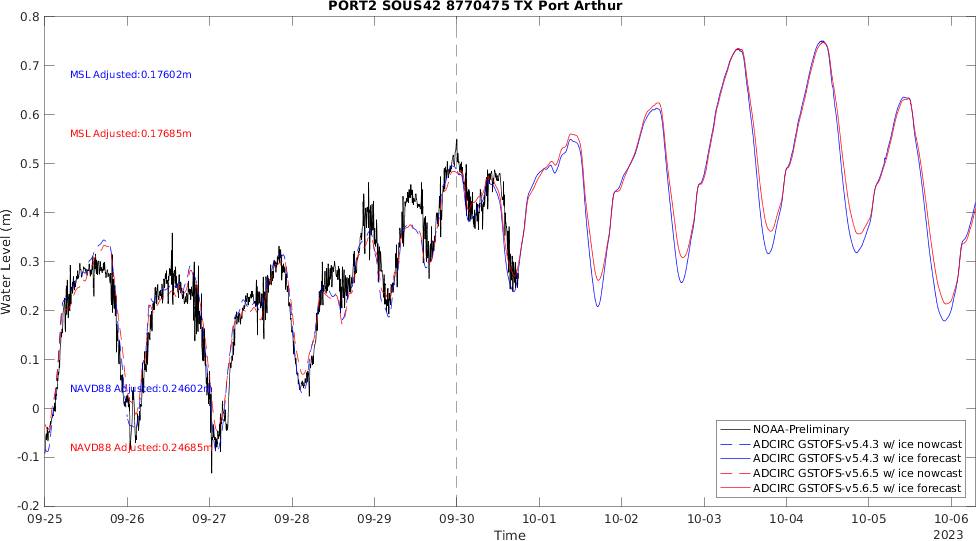 PORT2 SOUS42 8770475 TX Port Arthur
0.8
0.7
MSL Adjusted:0.17602m
0.6
MSL Adjusted:0.17685m
0.5
0.4
Water Level (m)
0.3
0.2
0.1
NAVD88 Adjusted:0.24602m
0
NAVD88 Adjusted:0.24685m
NOAA-Preliminary
ADCIRC GSTOFS-v5.4.3 w/ ice nowcast
ADCIRC GSTOFS-v5.4.3 w/ ice forecast
ADCIRC GSTOFS-v5.6.5 w/ ice nowcast
ADCIRC GSTOFS-v5.6.5 w/ ice forecast
-0.1
-0.2
09-25 09-26 09-27 09-28 09-29 09-30 10-01 10-02 10-03 10-04 10-05 10-06
Time
2023